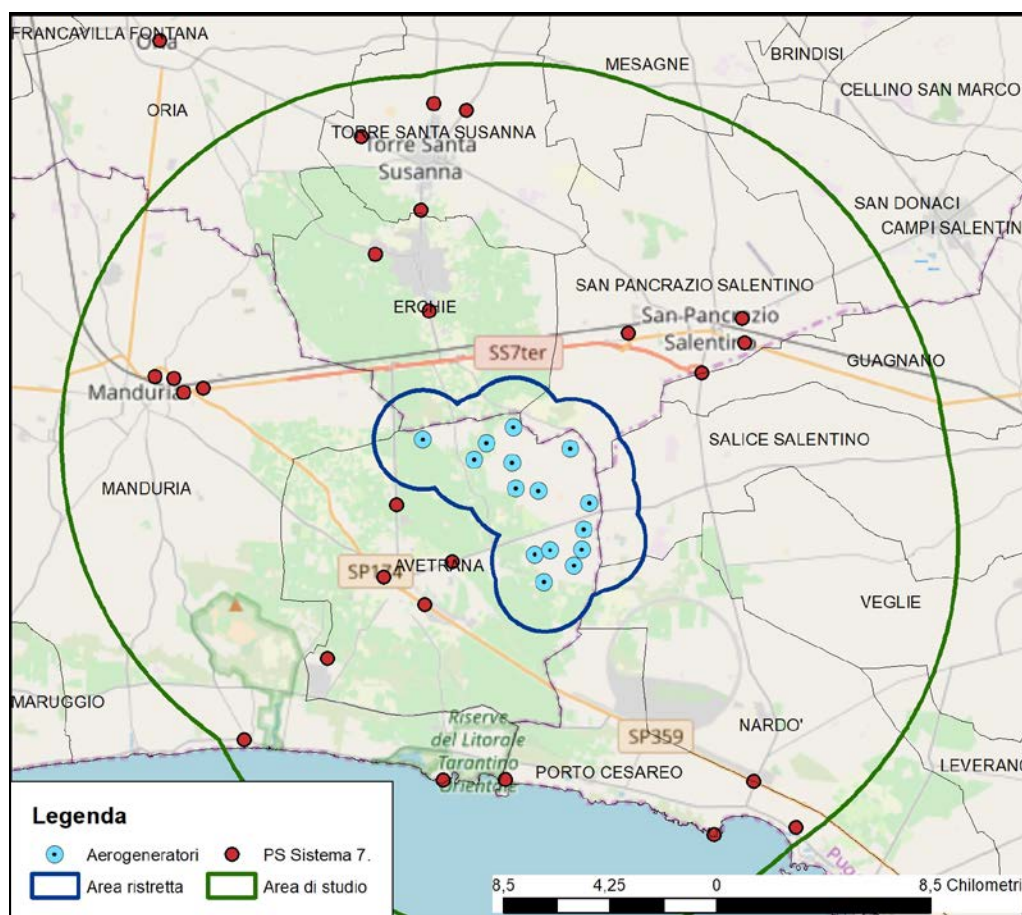 FRANCAVILLA FONTANA
Oria
MESAGNE
BRINDISI
CELLINO SAN MARCO
ORIA
TORRE SANTA SUSANNA
Torre Santa
Susanna
SAN DONACI
CAMPI SALENTIN
SAN PANCRAZIO SALENTINO
ERCHIE
San Pancrazio
Salentino
SS7ter
GUAGNANO
Manduria
SALICE SALENTINO
MANDURIA
AVETRANA
SP174
VEGLIE
MARUGGIO
Riserve
del Litorale
Tarantino
Orientale
NARDO'
SP359
PORTO CESAREO
LEVERANO
Legenda
Aerogeneratori
PS Sistema 7.
Area ristretta
Area di studio
8,5 4,25 0 8,5 Chilometri